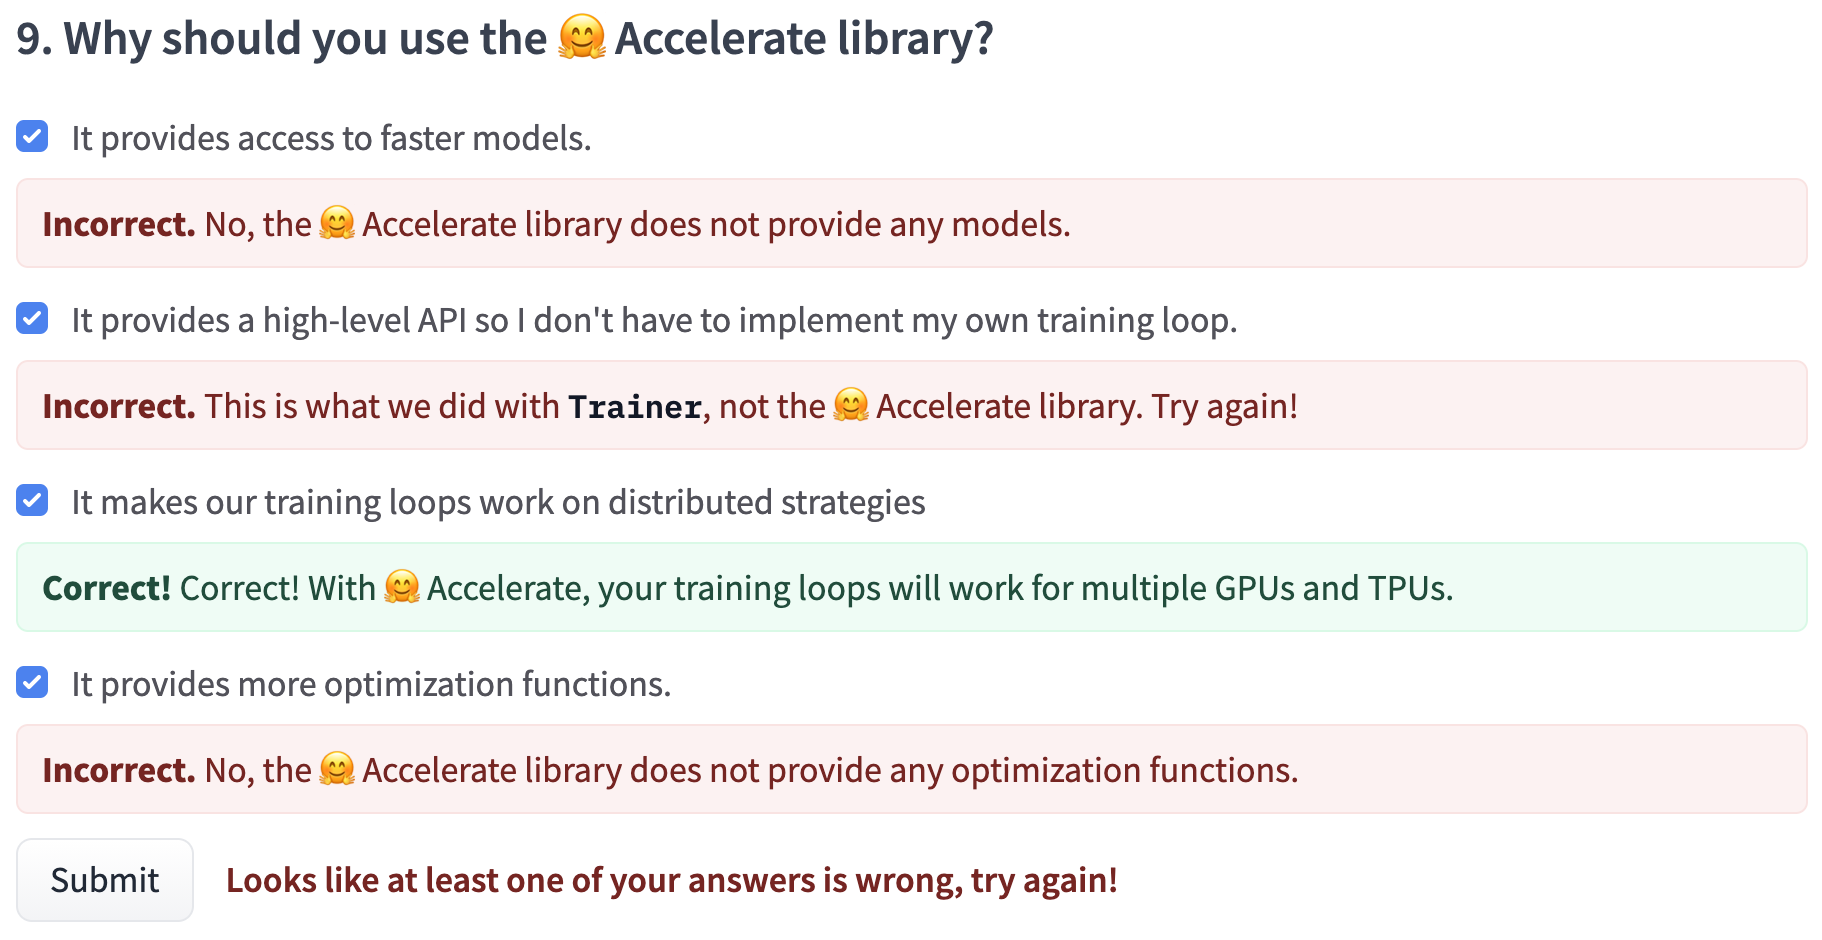 9. Why should you use the 🤗 Accelerate library?
It provides access to faster models.
Incorrect. No, the 🤗 Accelerate library does not provide any models.
It provides a high-level API so I don't have to implement my own training loop.
Incorrect. This is what we did with Trainer, not the 🤗 Accelerate library. Try again!
It makes our training loops work on distributed strategies
Correct! Correct! With 🤗 Accelerate, your training loops will work for multiple GPUs and TPUs.
It provides more optimization functions.
Incorrect. No, the 🤗 Accelerate library does not provide any optimization functions.
Submit Looks like at least one of your answers is wrong, try again!